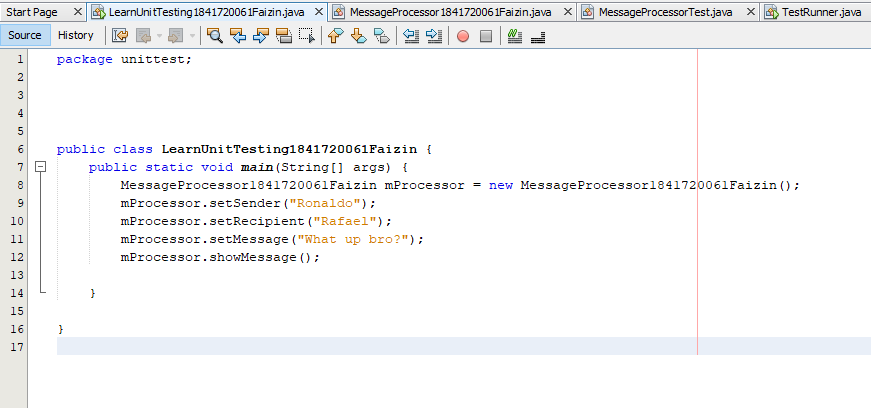 Start Page LearnUnitTesting1841720061Faizin.java MessageProcessor1841720061Faizin.java MessageProcessorTest.java TestRunner.java
Source History
1 package unittest;
2
3
4
5
6 public class LearnUnitTesting1841720061Faizin {
7 public static void main(String[] args) {
8 MessageProcessor1841720061Faizin mProcessor = new MessageProcessor1841720061Faizin();
9 mProcessor.setSender("Ronaldo");
10 mProcessor.setRecipient("Rafael");
11 mProcessor.setMessage("What up bro?");
12 mProcessor.showMessage();
13
14 }
15
16 }
17